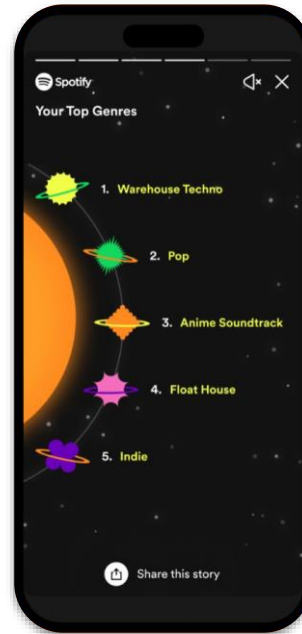 Spotify
Your Top Genres
1. Warehouse Techno
2. Pop
3. Anime Soundtrack
4. Float House
5. Indie
Share this story